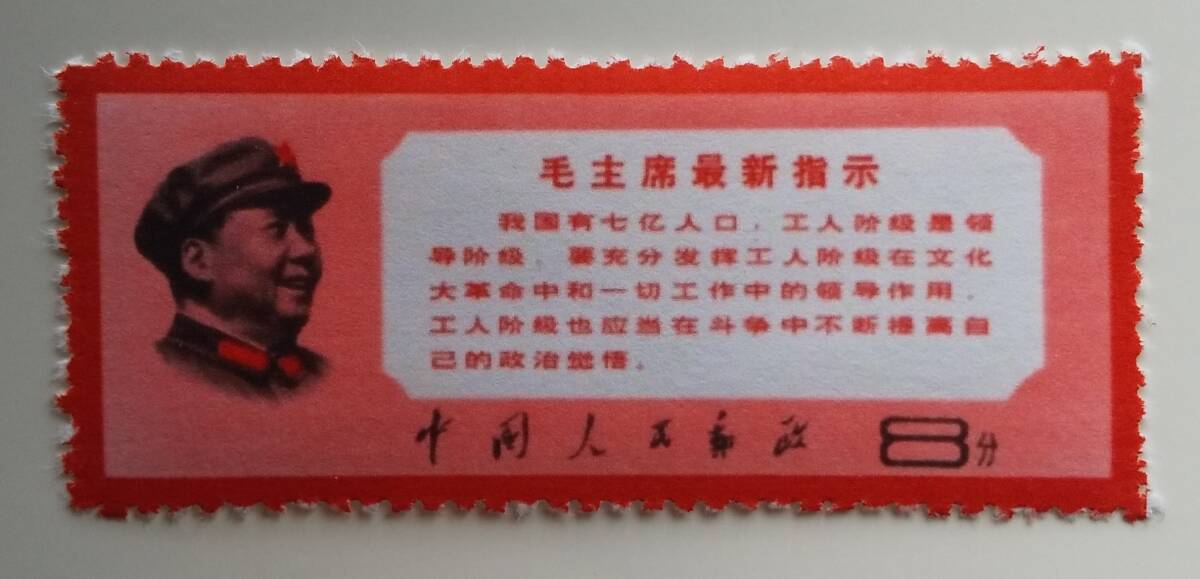 毛主席最新指示
我国有七亿人口，工人阶级是领
导阶级 要充分发挥工人阶级在文化
大革命中和一切工作中的领导作用.
工人阶级也应当在斗争中不断提高自
己的政治觉悟。
中国人民邮政 8分